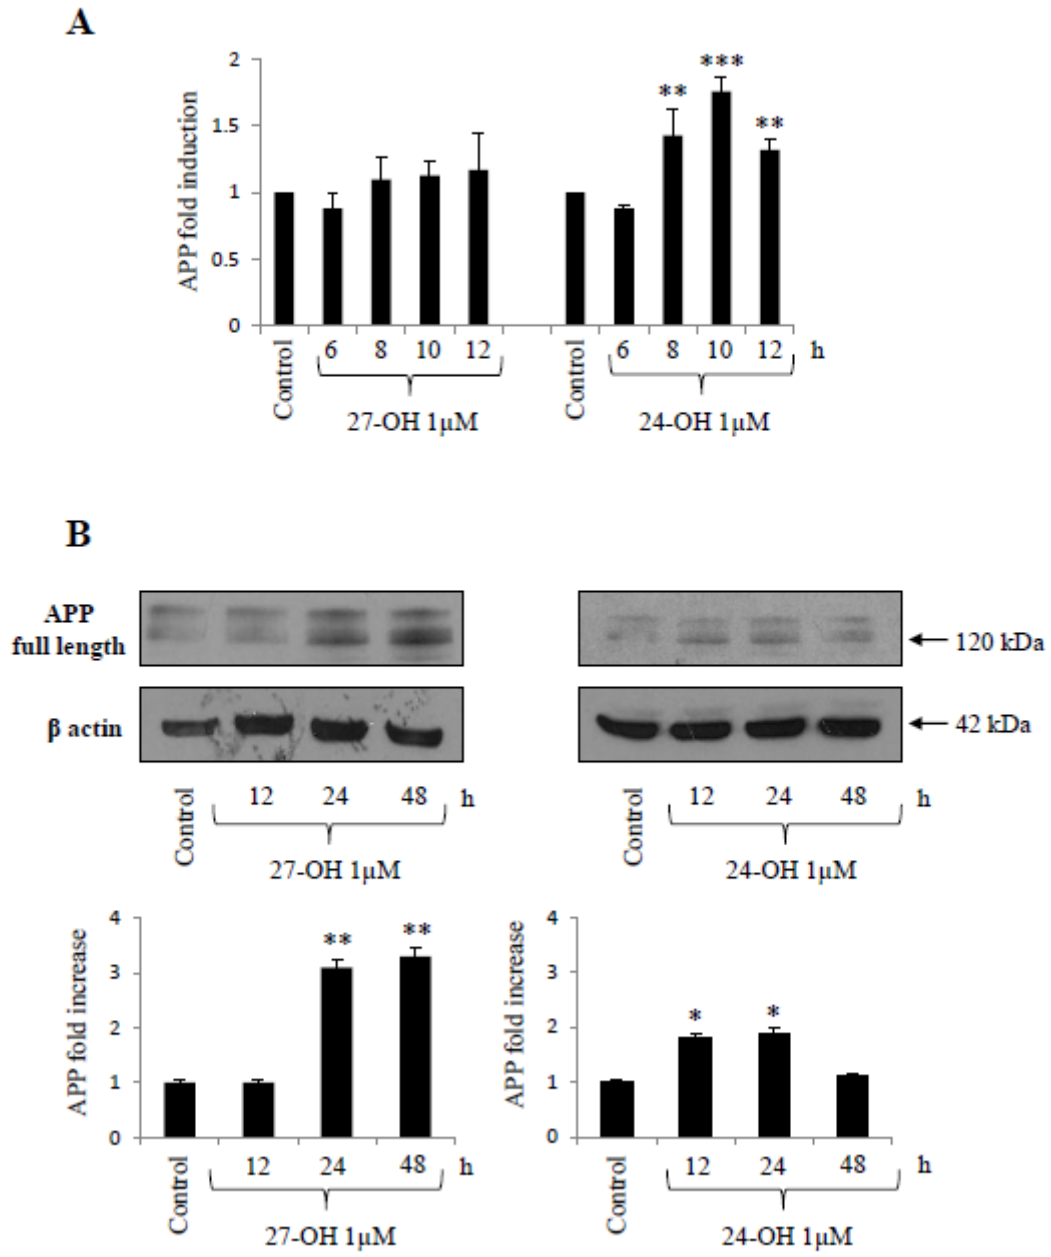 A
APP fold induction
2
1.5
1
0.5
0
** *** **
Control 6 8 10 12 Control 6 8 10 12 h
27-OH 1μM 24-OH 1μM
B
APP
full length
120 kDa
β actin
42 kDa
Control 12 24 48 h Control 12 24 48 h
27-OH 1μM 24-OH 1μM
APP fold increase
4
3
2
1
0
** **
Control 12 24 48 h
27-OH 1μM
APP fold increase
4
3
2
1
0
* *
Control 12 24 48 h
24-OH 1μM